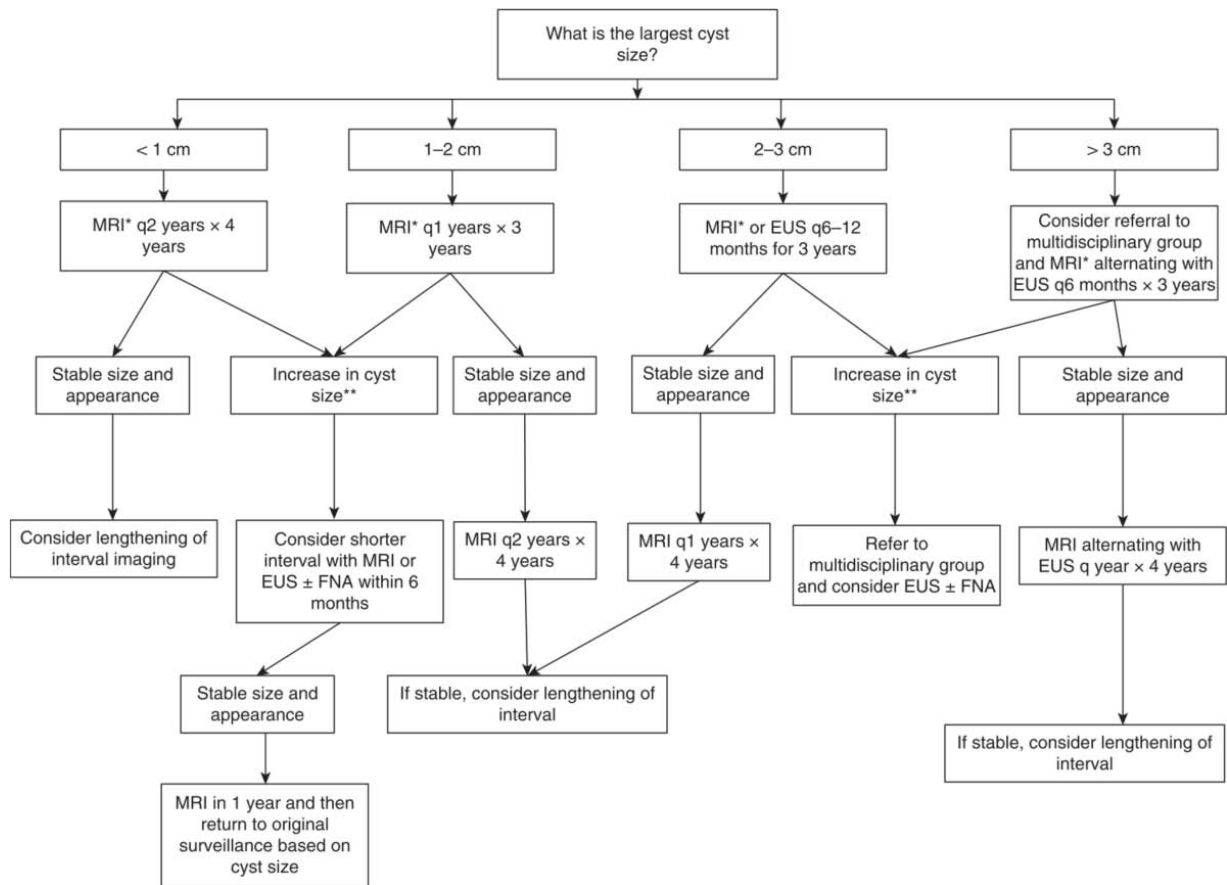 What is the largest cyst
size?
< 1 cm
1–2 cm
2–3 cm
> 3 cm
MRI* q2 years × 4
years
MRI* q1 years × 3
years
MRI* or EUS q6–12
months for 3 years
Consider referral to
multidisciplinary group
and MRI* alternating with
EUS q6 months × 3 years
Stable size and
appearance
Increase in cyst
size**
Stable size and
appearance
Stable size and
appearance
Increase in cyst
size**
Stable size and
appearance
Consider lengthening of
interval imaging
Consider shorter
interval with MRI or
EUS ± FNA within 6
months
MRI q2 years ×
4 years
MRI q1 years ×
4 years
Refer to
multidisciplinary group
and consider EUS ± FNA
MRI alternating with
EUS q year × 4 years
Stable size and
appearance
If stable, consider lengthening of
interval
If stable, consider lengthening of
interval
MRI in 1 year and then
return to original
surveillance based on
cyst size